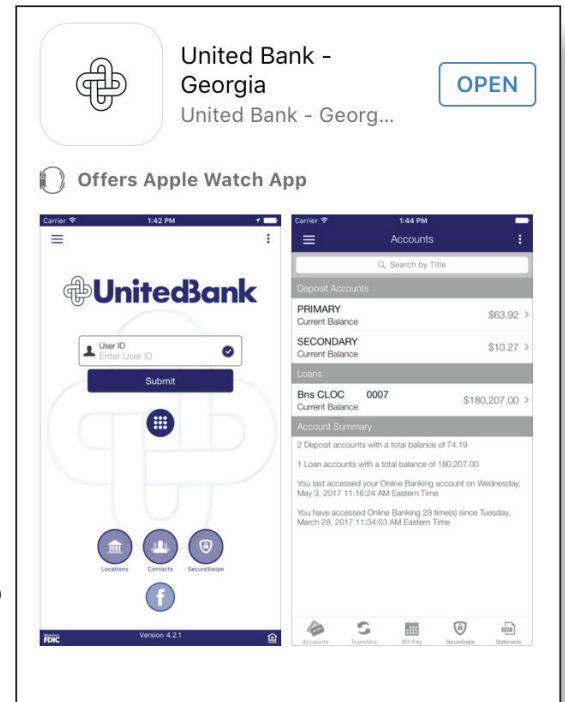 United Bank -
Georgia
United Bank - Georg...
OPEN
Offers Apple Watch App
Carrier 1:42 PM
UnitedBank
User ID
Enter User ID
Submit
Locations Contacts SecureSwipe
f
Member FDIC
Version 4.2.1
Carrier 1:44 PM
Accounts
Search by Title
Deposit Accounts
PRIMARY
Current Balance
$63.92
SECONDARY
Current Balance
$10.27
Loans
Bns CLOC 0007
Current Balance
$180,207.00
Account Summary
2 Deposit accounts with a total balance of 74.19
1 Loan accounts with a total balance of 180,207.00
You last accessed your Online Banking account on Wednesday,
May 3, 2017 11:16:24 AM Eastern Time
You have accessed Online Banking 29 time(s) since Tuesday,
March 28, 2017 11:34:03 AM Eastern Time
Accounts Transfers Bill Pay SecureSwipe Statements